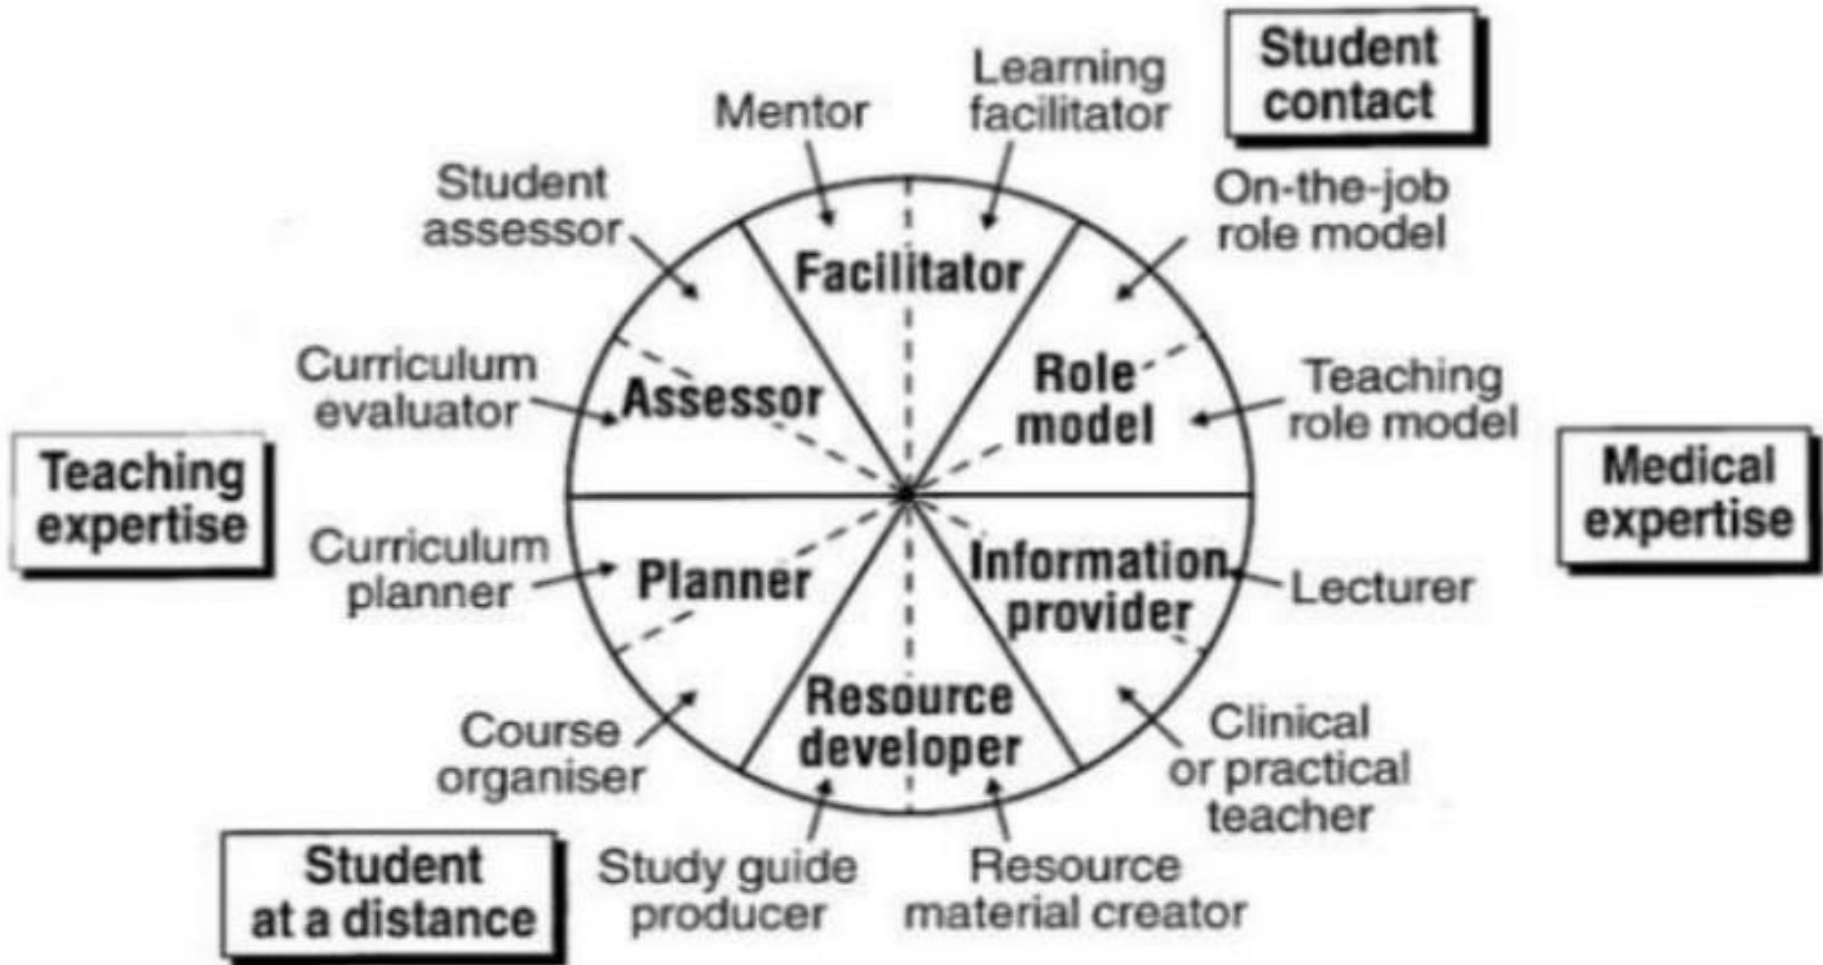 Student
contact
Learning
facilitator
Mentor
Student
assessor
On-the-job
role model
Facilitator
Curriculum
evaluator
Assessor
Role
model
Teaching
role model
Teaching
expertise
Medical
expertise
Curriculum
planner
Planner
Information
provider
Lecturer
Resource
developer
Course
organiser
Clinical
or practical
teacher
Student
at a distance
Study guide
producer
Resource
material creator